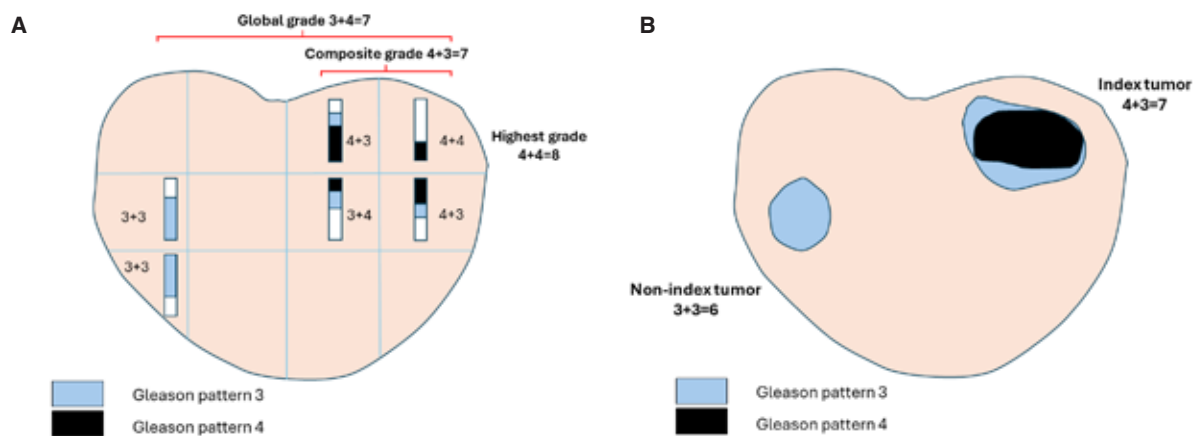 A
Global grade 3+4=7
Composite grade 4+3=7
4+3
4+4
Highest grade
4+4=8
3+3
3+4
4+3
3+3
Gleason pattern 3
Gleason pattern 4
B
Index tumor
4+3=7
Non-index tumor
3+3=6
Gleason pattern 3
Gleason pattern 4